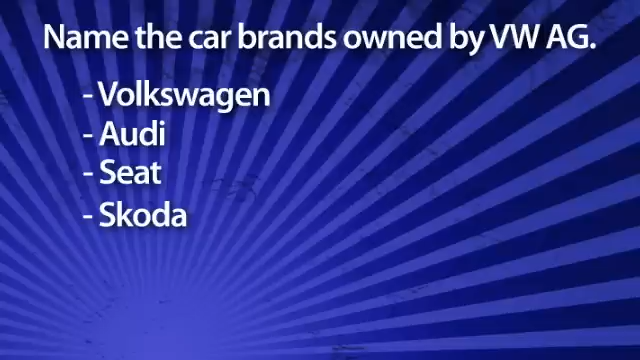 Name the car brands owned by VW AG.
- Volkswagen
- Audi
- Seat
- Skoda